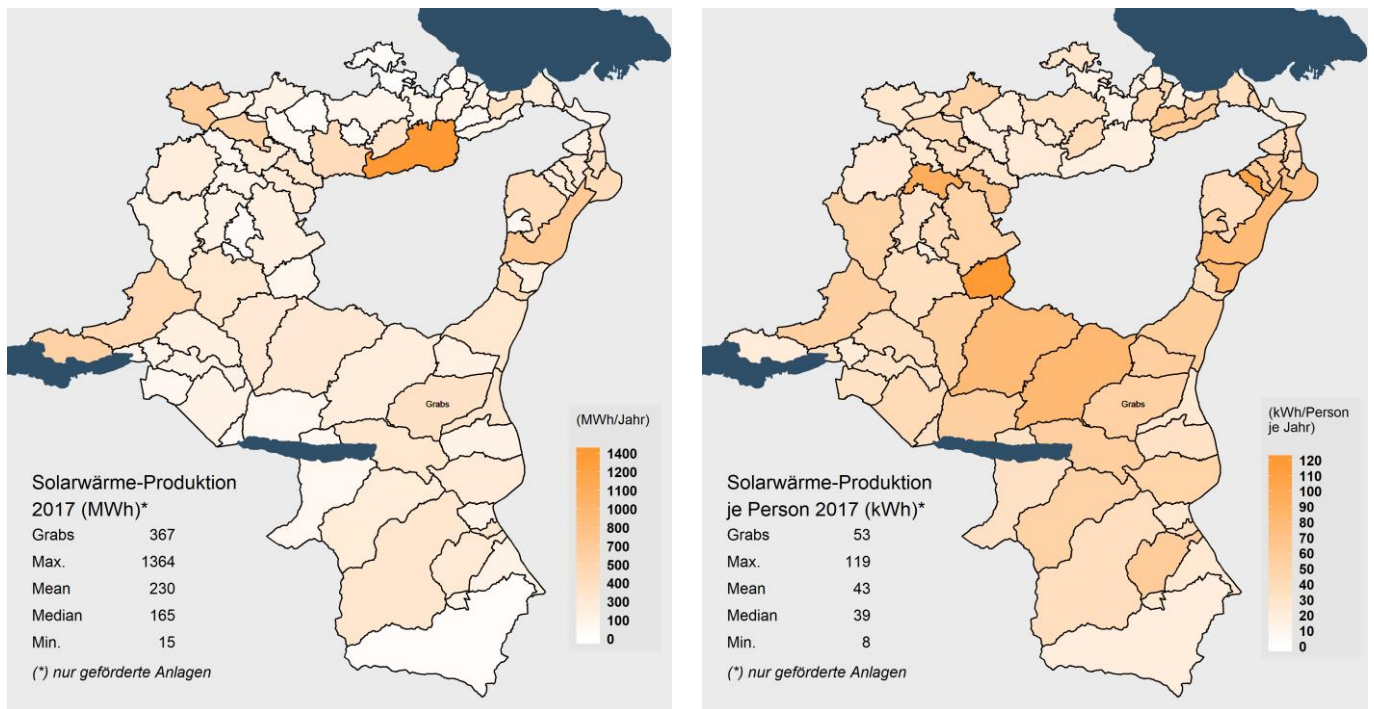 Grabs
(MWh/Jahr)
1400
1200
1100
1000
800
700
500
400
300
100
0
Solarwärme-Produktion
2017 (MWh)*
Grabs 367
Max. 1364
Mean 230
Median 165
Min. 15
(*) nur geförderte Anlagen
Grabs
(kWh/Person
je Jahr)
120
110
100
90
80
70
60
50
40
30
20
10
0
Solarwärme-Produktion
je Person 2017 (kWh)*
Grabs 53
Max. 119
Mean 43
Median 39
Min. 8
(*) nur geförderte Anlagen